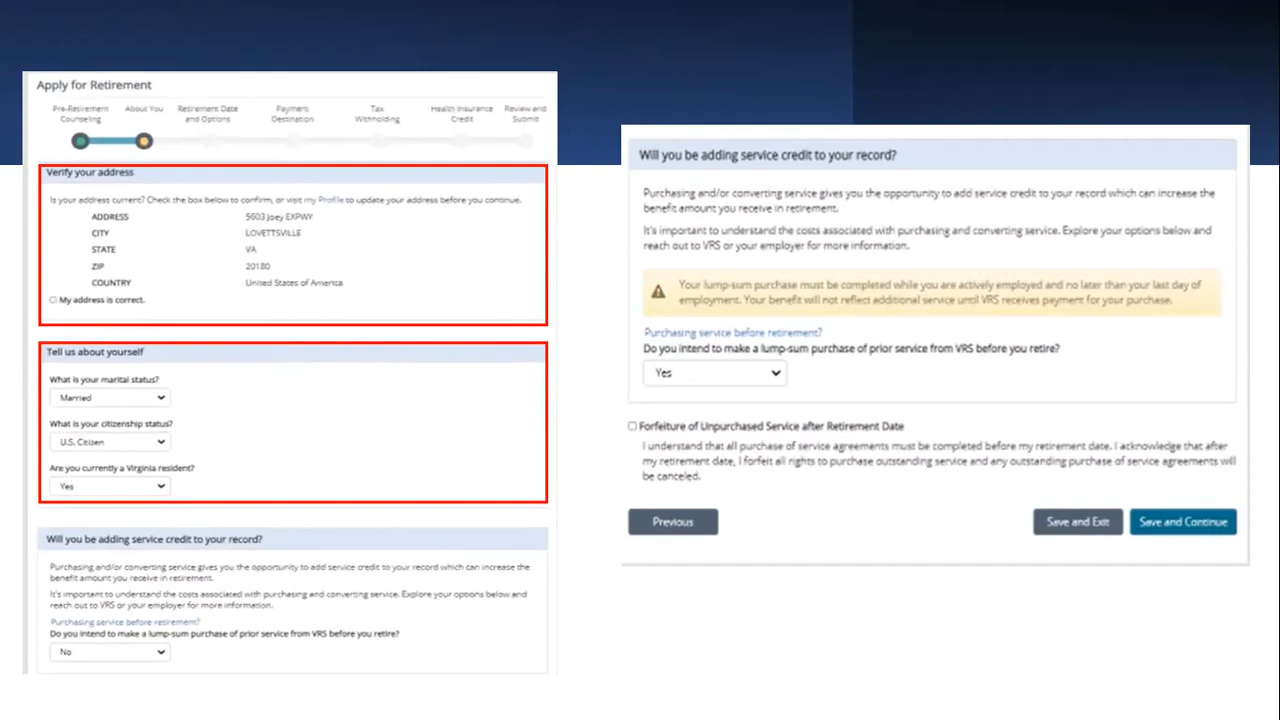 Apply for Retirement
Pre-Retirement Counseling
About You
Retirement Date and Options
Payment Destination
Tax Withholding
Health Insurance Credit
Review and Submit
Verify your address
Is your address current? Check the box below to confirm, or visit my Profile to update your address before you continue.
ADDRESS 5603 Joey EXPWY
CITY LOVETTSVILLE
STATE VA
ZIP 20180
COUNTRY United States of America
My address is correct.
Tell us about yourself
What is your marital status?
Married
What is your citizenship status?
U.S. Citizen
Are you currently a Virginia resident?
Yes
Will you be adding service credit to your record?
Purchasing and/or converting service gives you the opportunity to add service credit to your record which can increase the
benefit amount you receive in retirement.
It's important to understand the costs associated with purchasing and converting service. Explore your options below and
reach out to VRS or your employer for more information.
Purchasing service before retirement?
Do you intend to make a lump-sum purchase of prior service from VRS before you retire?
No
Will you be adding service credit to your record?
Purchasing and/or converting service gives you the opportunity to add service credit to your record which can increase the
benefit amount you receive in retirement.
It's important to understand the costs associated with purchasing and converting service. Explore your options below and
reach out to VRS or your employer for more information.
Your lump-sum purchase must be completed while you are actively employed and no later than your last day of
employment. Your benefit will not reflect additional service until VRS receives payment for your purchase.
Purchasing service before retirement?
Do you intend to make a lump-sum purchase of prior service from VRS before you retire?
Yes
Forfeiture of Unpurchased Service after Retirement Date
I understand that all purchase of service agreements must be completed before my retirement date. I acknowledge that after
my retirement date, I forfeit all rights to purchase outstanding service and any outstanding purchase of service agreements will
be canceled.
Previous
Save and Exit
Save and Continue